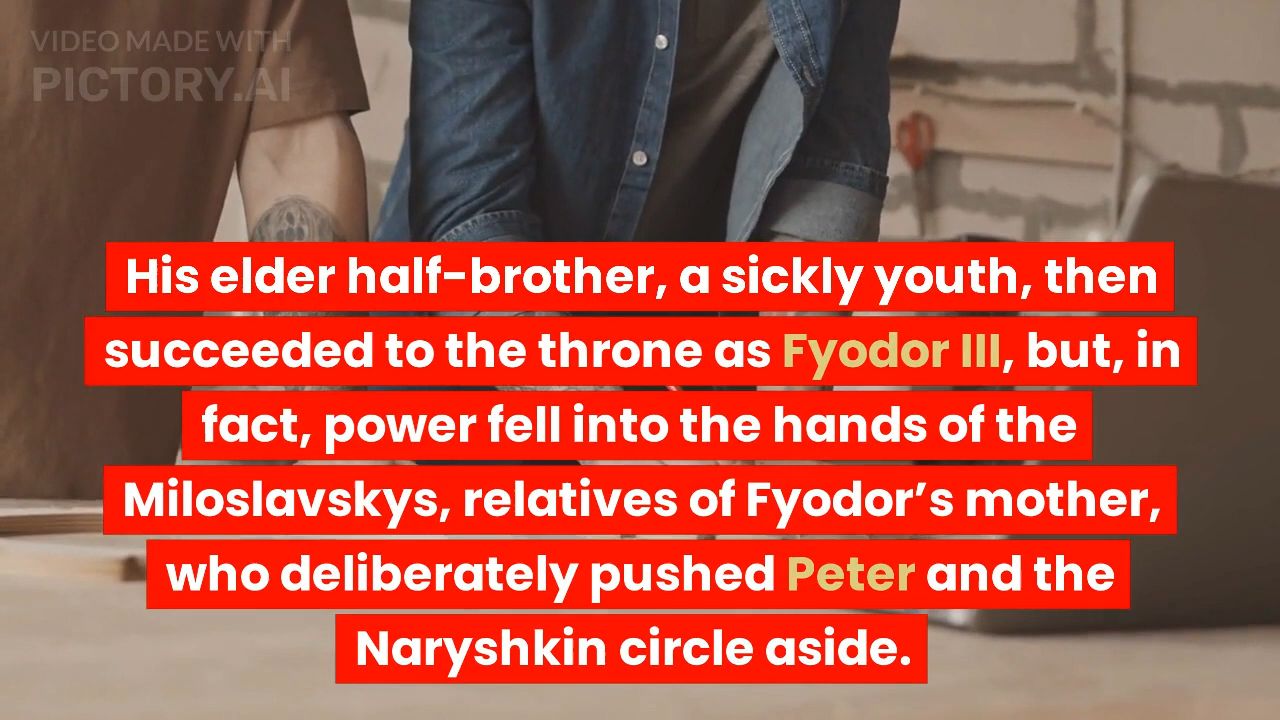 VIDEO MADE WITH
PICTORY.AI
His elder half-brother, a sickly youth, then
succeeded to the throne as Fyodor III, but, in
fact, power fell into the hands of the
Miloslavskys, relatives of Fyodor’s mother,
who deliberately pushed Peter and the
Naryshkin circle aside.